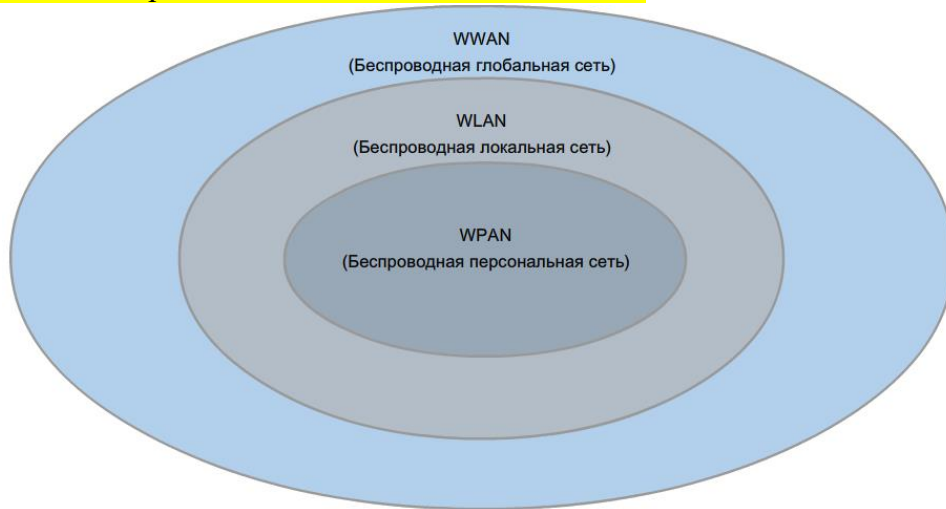 WWAN
(Беспроводная глобальная сеть)
WLAN
(Беспроводная локальная сеть)
WPAN
(Беспроводная персональная сеть)